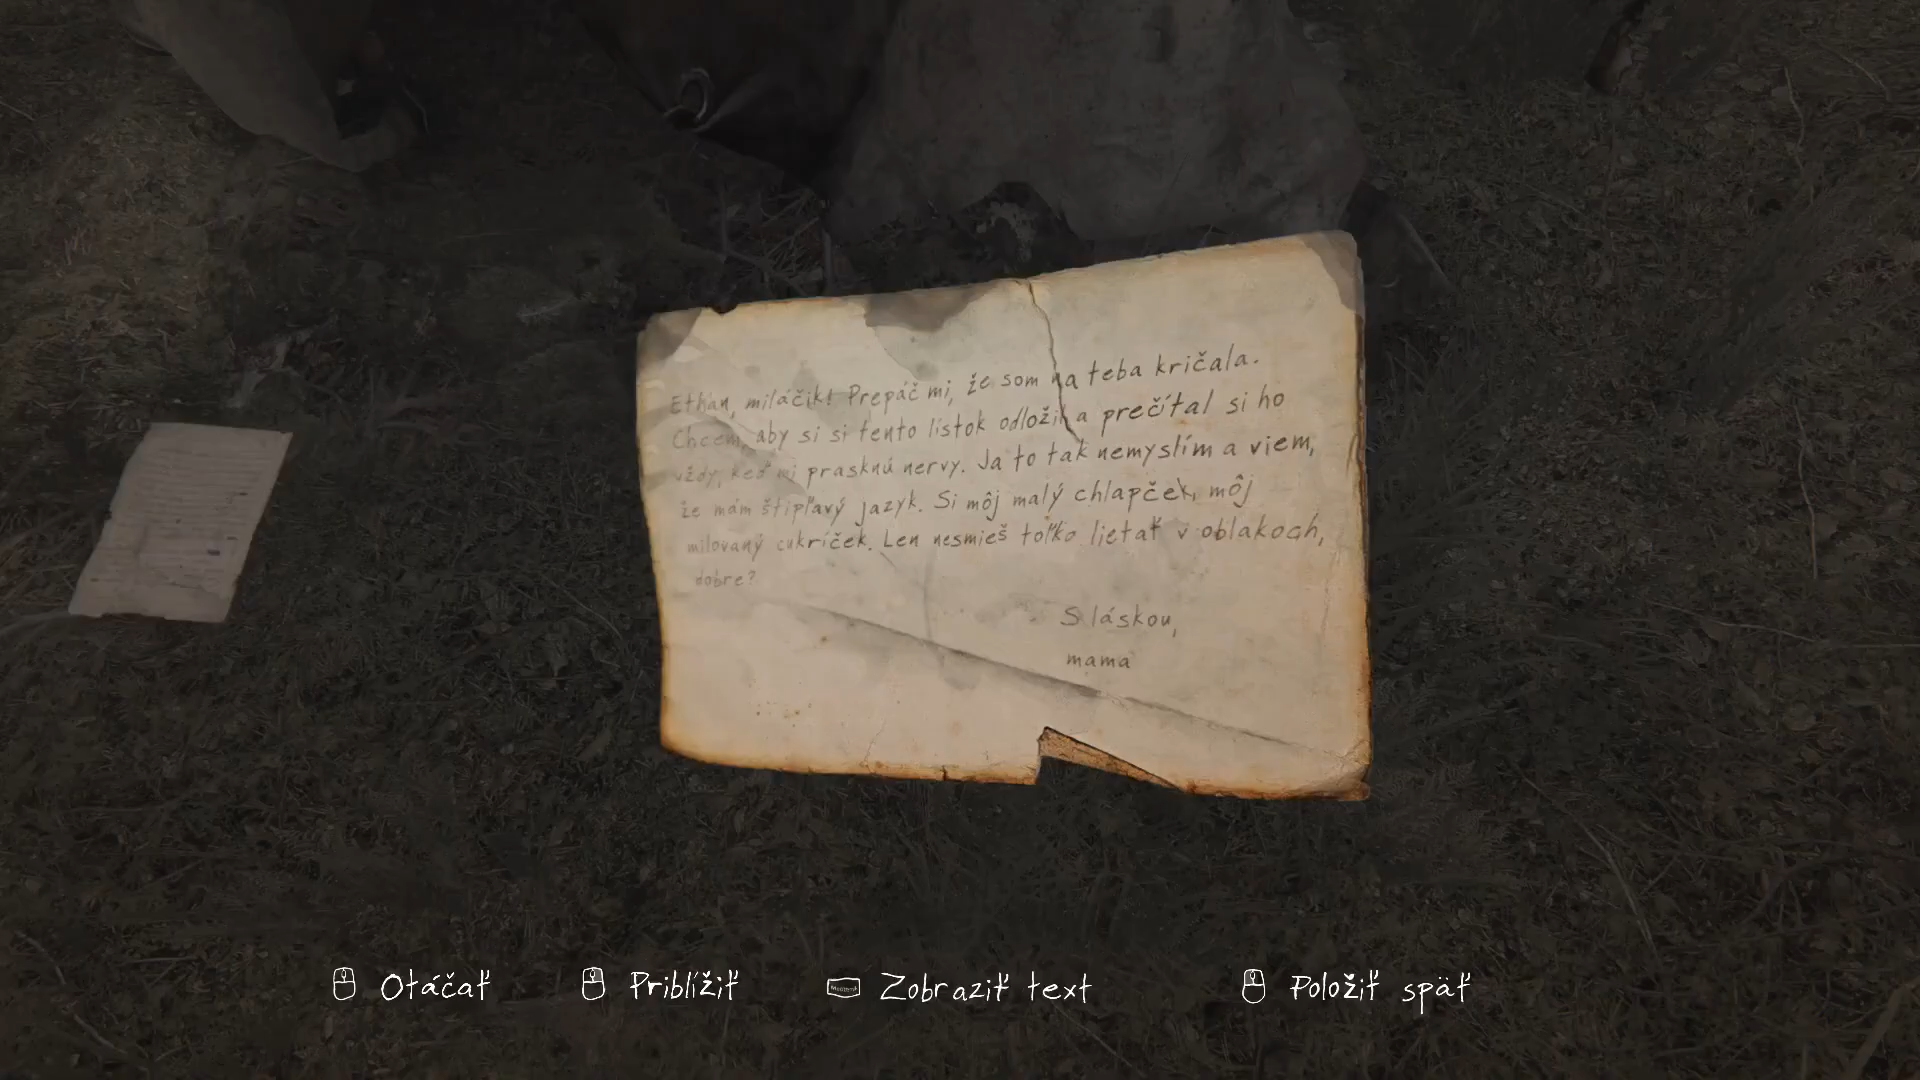 Ethan, miláčik! Prepáč mi, že som na teba kričala.
Chcem, aby si si tento lístok odložil a prečítal si ho
vždy, keď mi prasknú nervy. Ja to tak nemyslím a viem,
že mám štipľavý jazyk. Si môj malý chlapček, môj
milovaný cukríček. Len nesmieš toľko lietať v oblakoch,
dobre?
S láskou,
mama
Otáčať
Priblížiť
Zobraziť text
Položiť späť